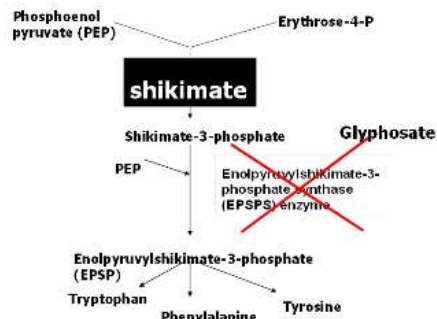 Phosphoenol
pyruvate (PEP)
Erythrose-4-P
shikimate
Shikimate-3-phosphate
Glyphosate
PEP
Enolpyruvylshikimate-3-
phosphate synthase
(EPSPS) enzyme
Enolpyruvylshikimate-3-phosphate
(EPSP)
Tryptophan
Phenylalanine
Tyrosine